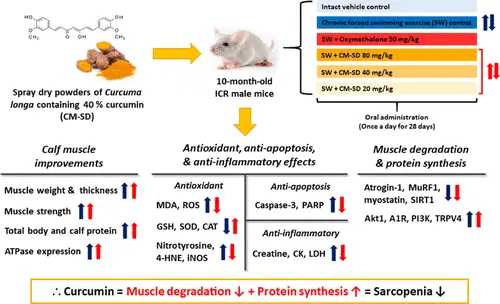 OH
HO
OCH₃
H₃CO
O
OH
Spray dry powders of Curcuma
longa containing 40 % curcumin
(CM-SD)
10-month-old
ICR male mice
Intact vehicle control
Chronic forced swimming exercise (SW) control
SW + Oxymatholone 50 mg/kg
SW + CM-SD 80 mg/kg
SW + CM-SD 40 mg/kg
SW + CM-SD 20 mg/kg
Oral administration
(Once a day for 28 days)
Calf muscle
improvements
Muscle weight & thickness
Muscle strength
Total body and calf protein
ATPase expression
Antioxidant, anti-apoptosis,
& anti-inflammatory effects
Antioxidant
MDA, ROS
GSH, SOD, CAT
Nitrotyrosine,
4-HNE, iNOS
Anti-apoptosis
Caspase-3, PARP
Anti-inflammatory
Creatine, CK, LDH
Muscle degradation
& protein synthesis
Atrogin-1, MuRF1,
myostatin, SIRT1
Akt1, A1R, PI3K, TRPV4
∴ Curcumin = Muscle degradation ↓ + Protein synthesis ↑ = Sarcopenia ↓